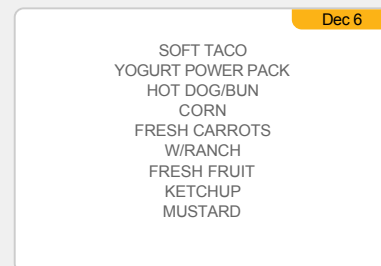 Dec 6
SOFT TACO
YOGURT POWER PACK
HOT DOG/BUN
CORN
FRESH CARROTS
W/RANCH
FRESH FRUIT
KETCHUP
MUSTARD